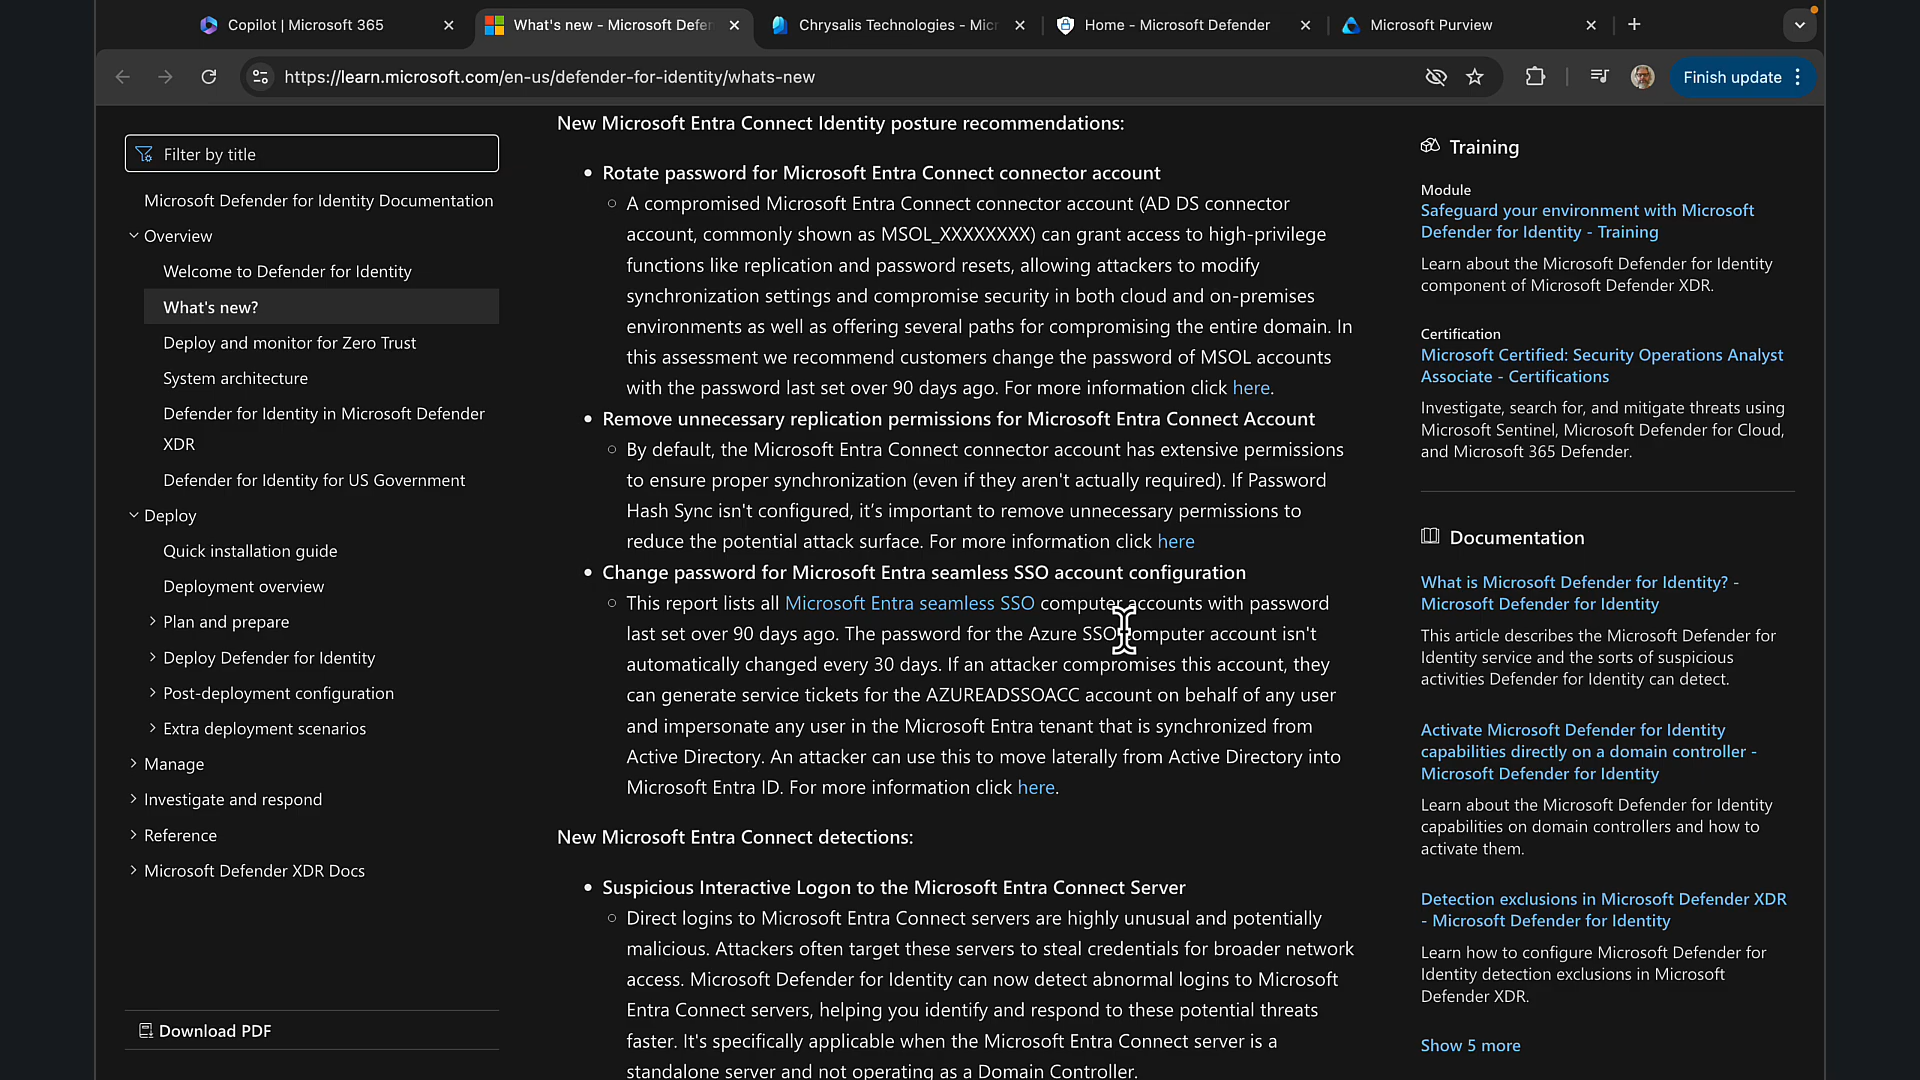 Copilot | Microsoft 365
What's new - Microsoft Defen
Chrysalis Technologies - Mic
Home - Microsoft Defender
Microsoft Purview
https://learn.microsoft.com/en-us/defender-for-identity/whats-new
Finish update
Filter by title
Microsoft Defender for Identity Documentation
Overview
Welcome to Defender for Identity
What's new?
Deploy and monitor for Zero Trust
System architecture
Defender for Identity in Microsoft Defender
XDR
Defender for Identity for US Government
Deploy
Quick installation guide
Deployment overview
Plan and prepare
Deploy Defender for Identity
Post-deployment configuration
Extra deployment scenarios
Manage
Investigate and respond
Reference
Microsoft Defender XDR Docs
Download PDF
New Microsoft Entra Connect Identity posture recommendations:
• Rotate password for Microsoft Entra Connect connector account
○ A compromised Microsoft Entra Connect connector account (AD DS connector
account, commonly shown as MSOL_XXXXXXXX) can grant access to high-privilege
functions like replication and password resets, allowing attackers to modify
synchronization settings and compromise security in both cloud and on-premises
environments as well as offering several paths for compromising the entire domain. In
this assessment we recommend customers change the password of MSOL accounts
with the password last set over 90 days ago. For more information click here.
• Remove unnecessary replication permissions for Microsoft Entra Connect Account
○ By default, the Microsoft Entra Connect connector account has extensive permissions
to ensure proper synchronization (even if they aren't actually required). If Password
Hash Sync isn't configured, it’s important to remove unnecessary permissions to
reduce the potential attack surface. For more information click here
• Change password for Microsoft Entra seamless SSO account configuration
○ This report lists all Microsoft Entra seamless SSO computer accounts with password
last set over 90 days ago. The password for the Azure SSO computer account isn't
automatically changed every 30 days. If an attacker compromises this account, they
can generate service tickets for the AZUREADSSOACC account on behalf of any user
and impersonate any user in the Microsoft Entra tenant that is synchronized from
Active Directory. An attacker can use this to move laterally from Active Directory into
Microsoft Entra ID. For more information click here.
New Microsoft Entra Connect detections:
• Suspicious Interactive Logon to the Microsoft Entra Connect Server
○ Direct logins to Microsoft Entra Connect servers are highly unusual and potentially
malicious. Attackers often target these servers to steal credentials for broader network
access. Microsoft Defender for Identity can now detect abnormal logins to Microsoft
Entra Connect servers, helping you identify and respond to these potential threats
faster. It's specifically applicable when the Microsoft Entra Connect server is a
standalone server and not operating as a Domain Controller.
Training
Module
Safeguard your environment with Microsoft
Defender for Identity - Training
Learn about the Microsoft Defender for Identity
component of Microsoft Defender XDR.
Certification
Microsoft Certified: Security Operations Analyst
Associate - Certifications
Investigate, search for, and mitigate threats using
Microsoft Sentinel, Microsoft Defender for Cloud,
and Microsoft 365 Defender.
Documentation
What is Microsoft Defender for Identity? -
Microsoft Defender for Identity
This article describes the Microsoft Defender for
Identity service and the sorts of suspicious
activities Defender for Identity can detect.
Activate Microsoft Defender for Identity
capabilities directly on a domain controller -
Microsoft Defender for Identity
Learn about the Microsoft Defender for Identity
capabilities on domain controllers and how to
activate them.
Detection exclusions in Microsoft Defender XDR
- Microsoft Defender for Identity
Learn how to configure Microsoft Defender for
Identity detection exclusions in Microsoft
Defender XDR.
Show 5 more